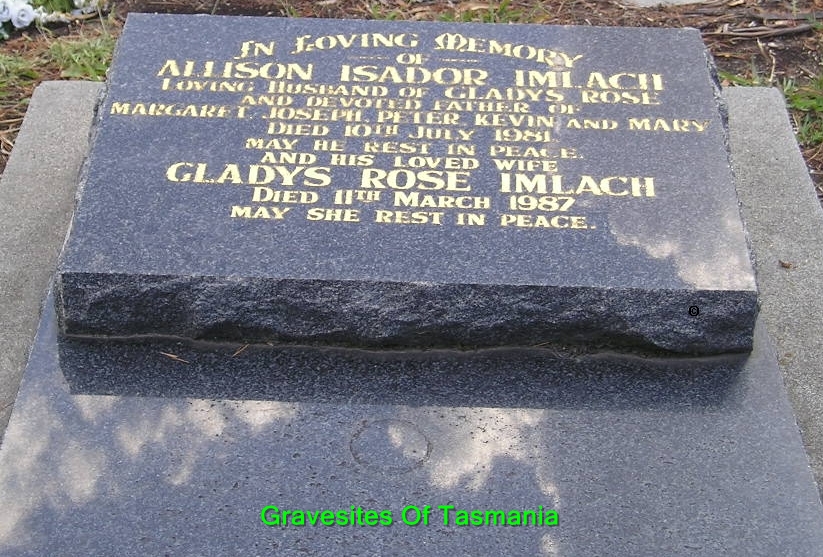 In Loving Memory
OF
ALLISON ISADOR IMLACH
LOVING HUSBAND OF GLADYS ROSE
AND DEVOTED FATHER OF
MARGARET, JOSEPH, PETER, KEVIN AND MARY
DIED 10TH JULY 1981
MAY HE REST IN PEACE.
AND HIS LOVED WIFE
GLADYS ROSE IMLACH
DIED 11TH MARCH 1987
MAY SHE REST IN PEACE.
©
Gravesites Of Tasmania